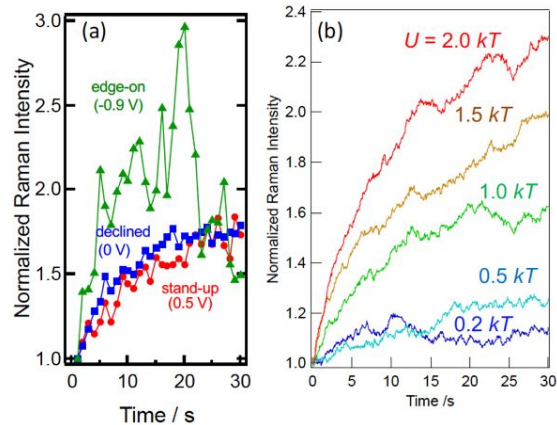 (a)
Normalized Raman Intensity
3.0
2.5
2.0
1.5
1.0
edge-on
(-0.9 V)
declined
(0 V)
stand-up
(0.5 V)
0
10
20
30
Time / s
(b)
Normalized Raman Intensity
2.4
2.2
2.0
1.8
1.6
1.4
1.2
1.0
U = 2.0 kT
1.5 kT
1.0 kT
0.5 kT
0.2 kT
0
5
10
15
20
25
30
Time /s